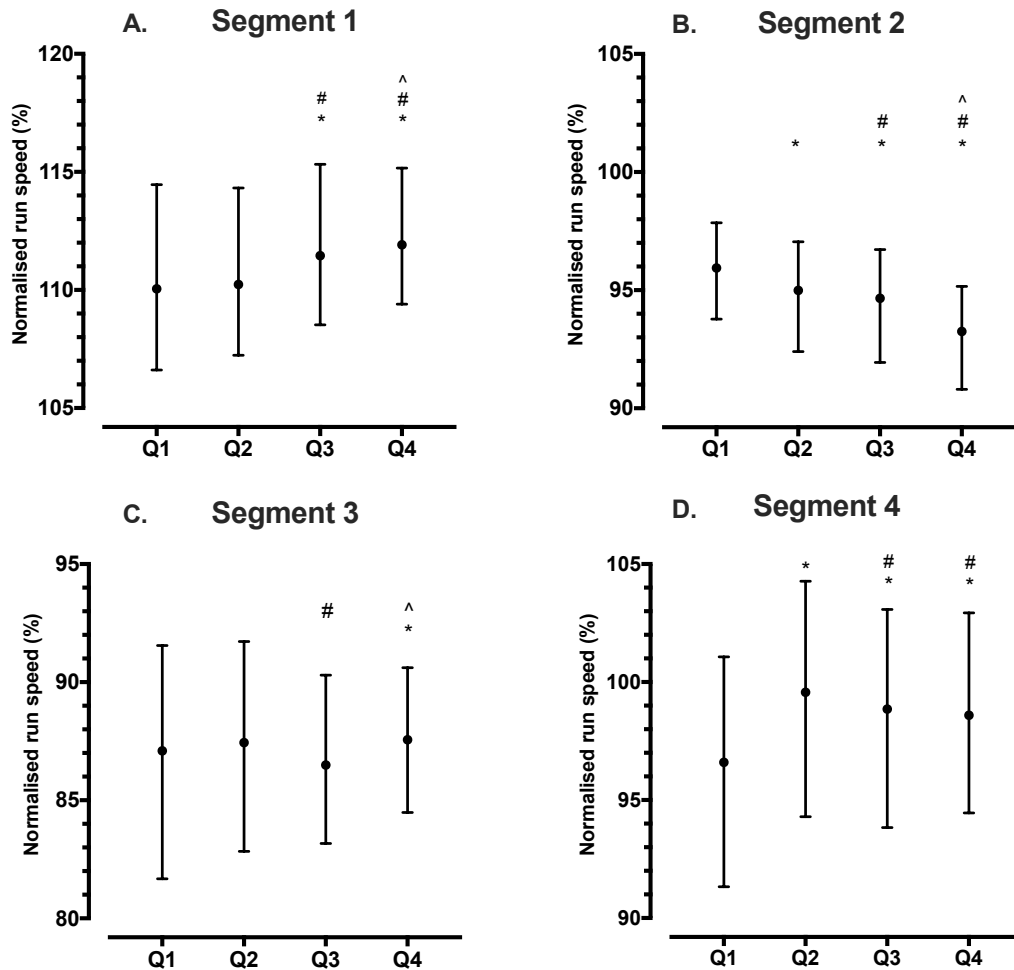 A. Segment 1
Normalised run speed (%)
120
115
110
105
# ^
* # *
Q1 Q2 Q3 Q4
B. Segment 2
Normalised run speed (%)
105
100
95
90
^
# #
* * *
Q1 Q2 Q3 Q4
C. Segment 3
Normalised run speed (%)
95
90
85
80
# ^
*
Q1 Q2 Q3 Q4
D. Segment 4
Normalised run speed (%)
105
100
95
90
# #
* * *
Q1 Q2 Q3 Q4